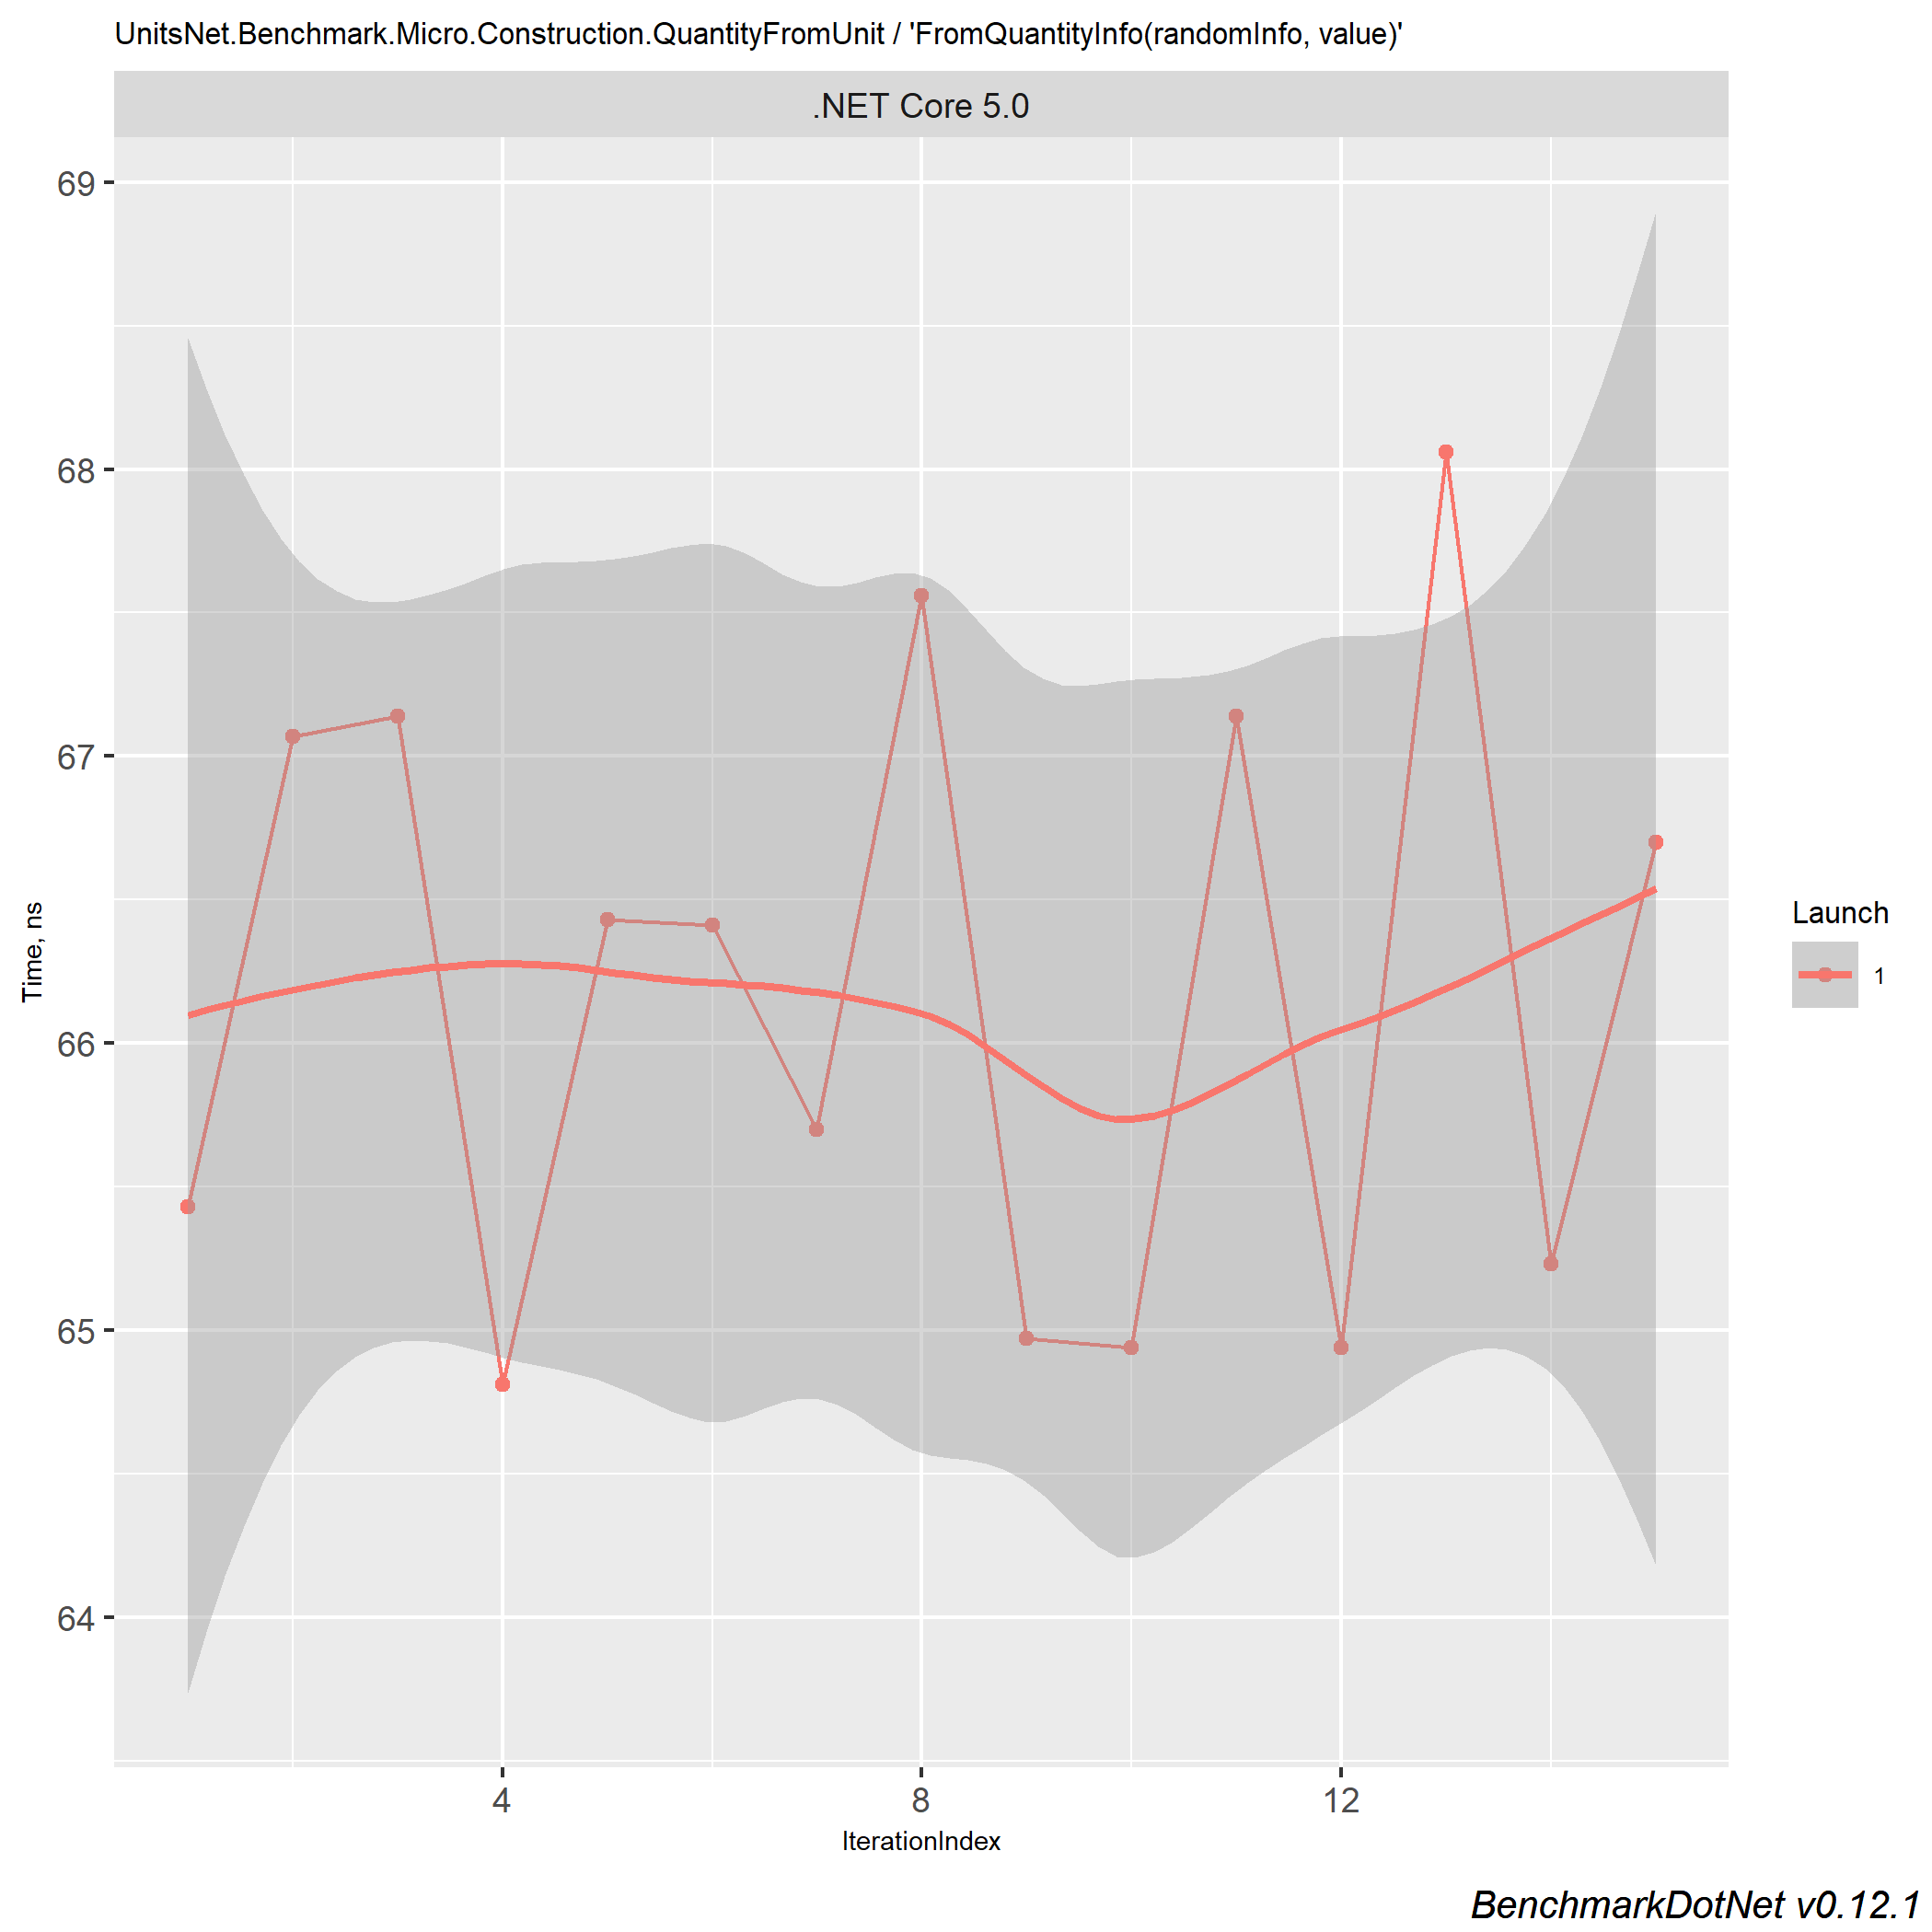 UnitsNet.Benchmark.Micro.Construction.QuantityFromUnit / 'FromQuantityInfo(randomInfo, value)'
.NET Core 5.0
69
68
67
66
65
64
Time, ns
4
8
12
IterationIndex
Launch
1
BenchmarkDotNet v0.12.1